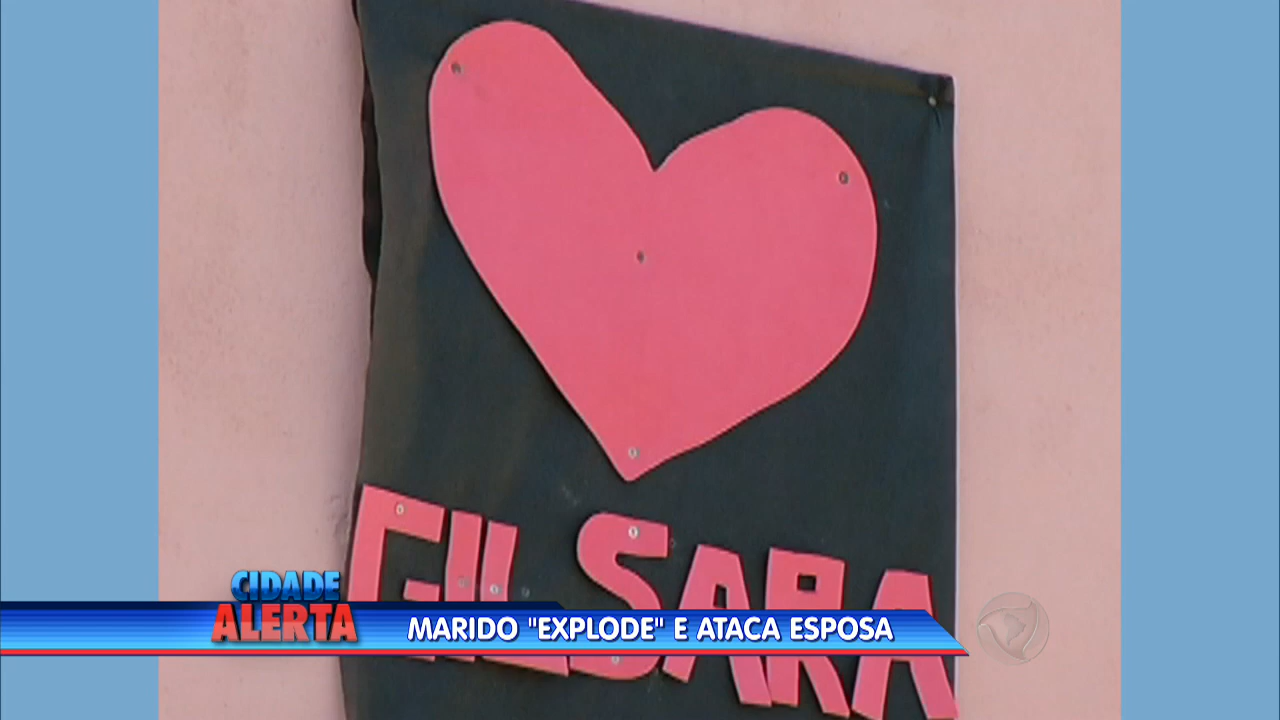 GILSARA
CIDADE
ALERTA
MARIDO "EXPLODE" E ATACA ESPOSA